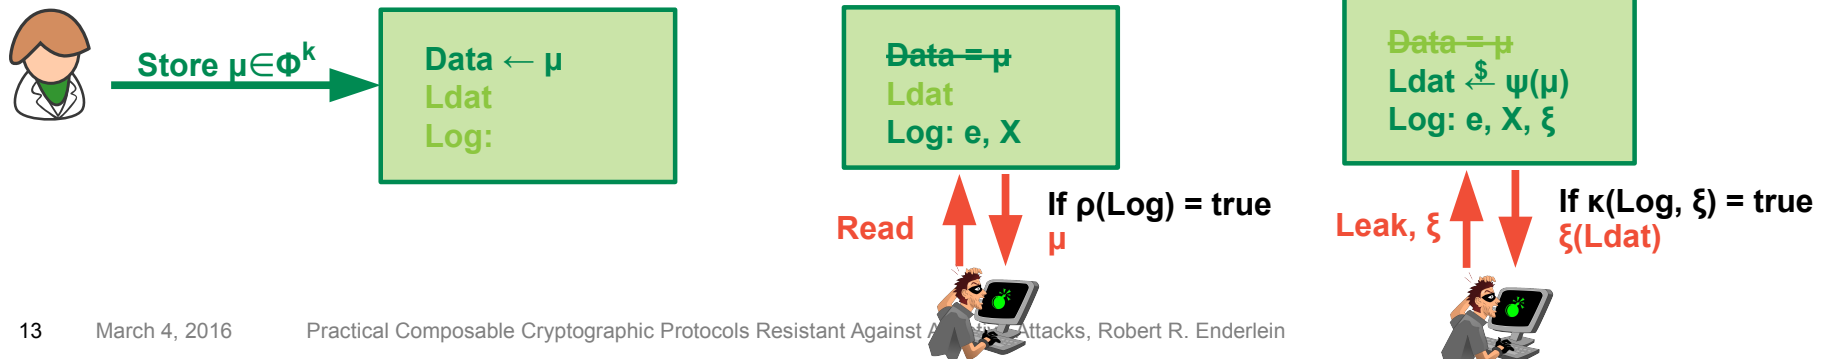 Store μ∈Φᵏ
Data ← μ
Ldat
Log:
Data = μ
Ldat
Log: e, X
Read
If ρ(Log) = true
μ
Data = μ
Ldat ←$ ψ(μ)
Log: e, X, ξ
Leak, ξ
If κ(Log, ξ) = true
ξ(Ldat)
13 March 4, 2016 Practical Composable Cryptographic Protocols Resistant Against Attacks, Robert R. Enderlein